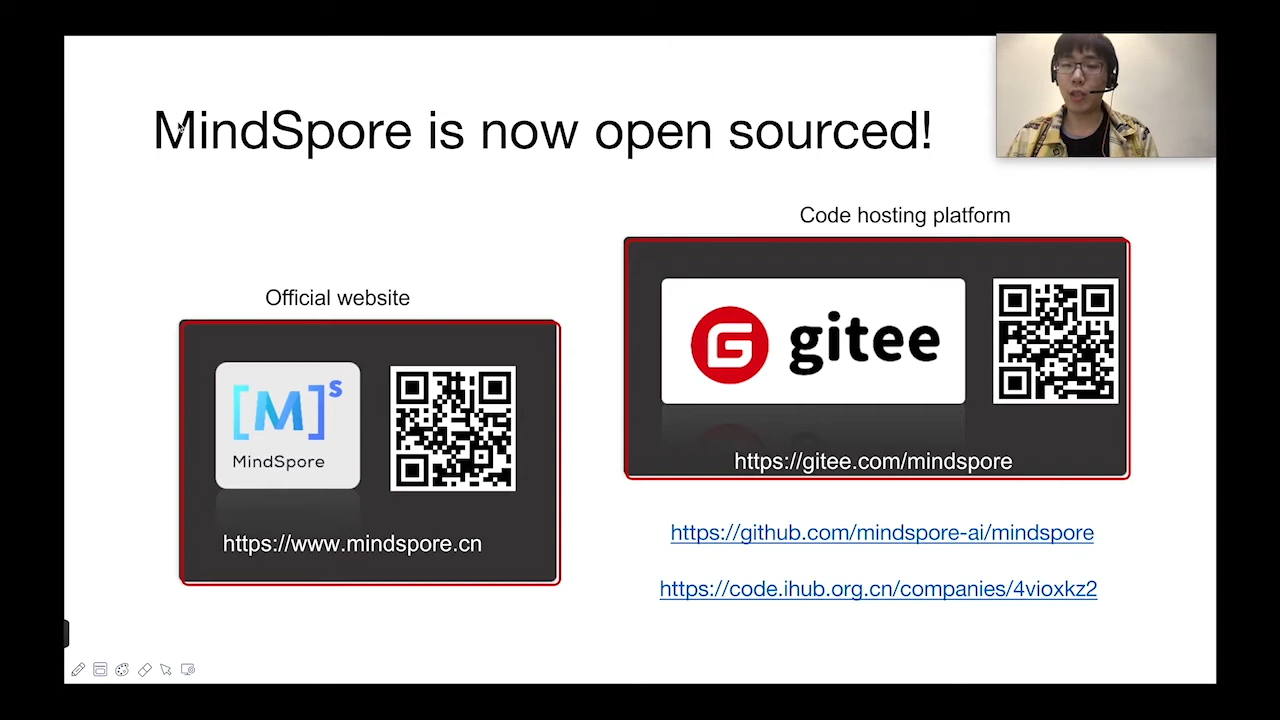 MindSpore is now open sourced!
Code hosting platform
Official website
gitee
[M]s
MindSpore
https://gitee.com/mindspore
https://www.mindspore.cn
https://github.com/mindspore-ai/mindspore
https://code.ihub.org.cn/companies/4vioxkz2